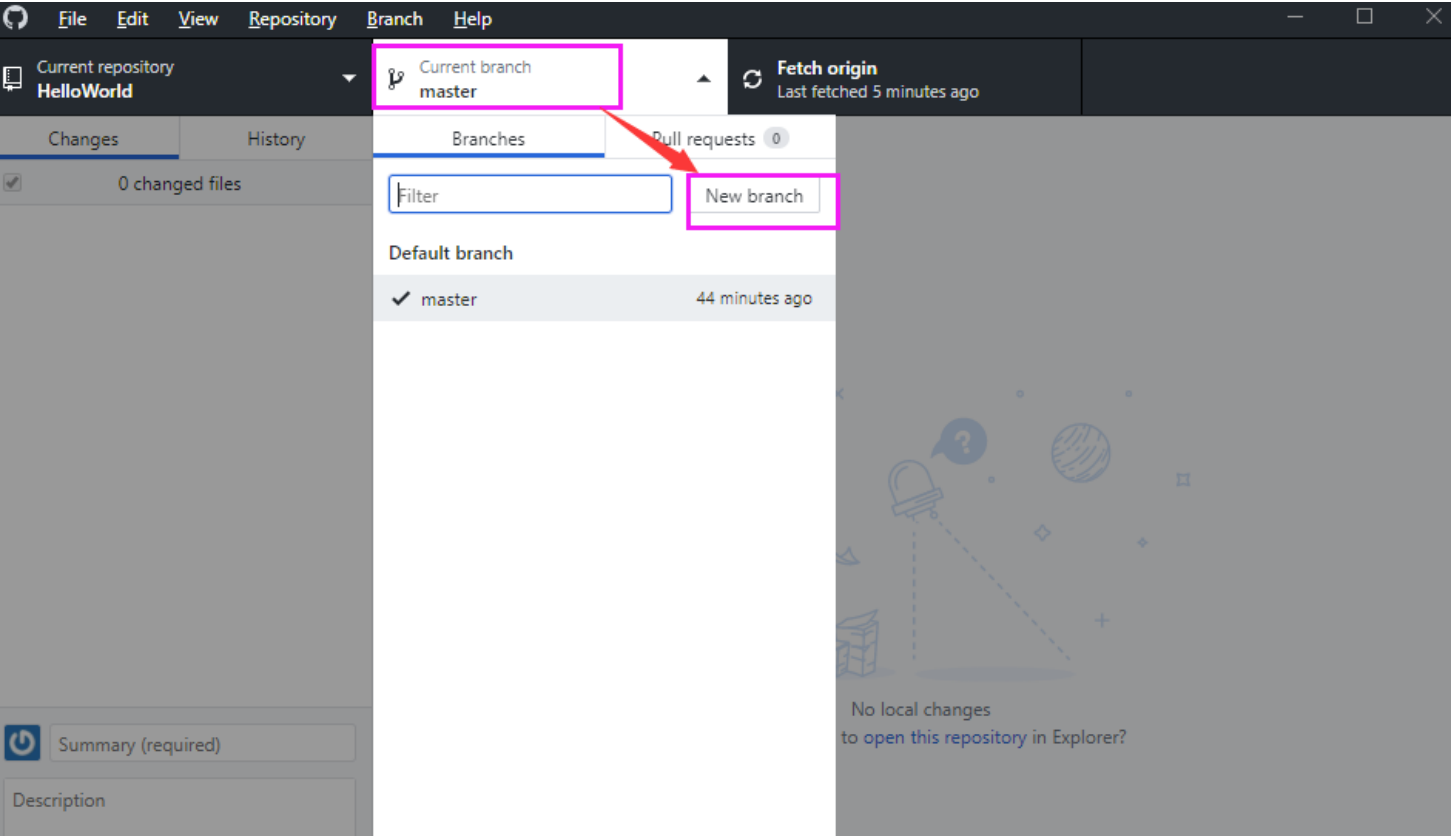 File Edit View Repository Branch Help
Current repository
HelloWorld
Current branch
master
Fetch origin
Last fetched 5 minutes ago
Changes
History
Branches
Pull requests 0
0 changed files
Filter
New branch
Default branch
master
44 minutes ago
?
No local changes
to open this repository in Explorer?
Summary (required)
Description